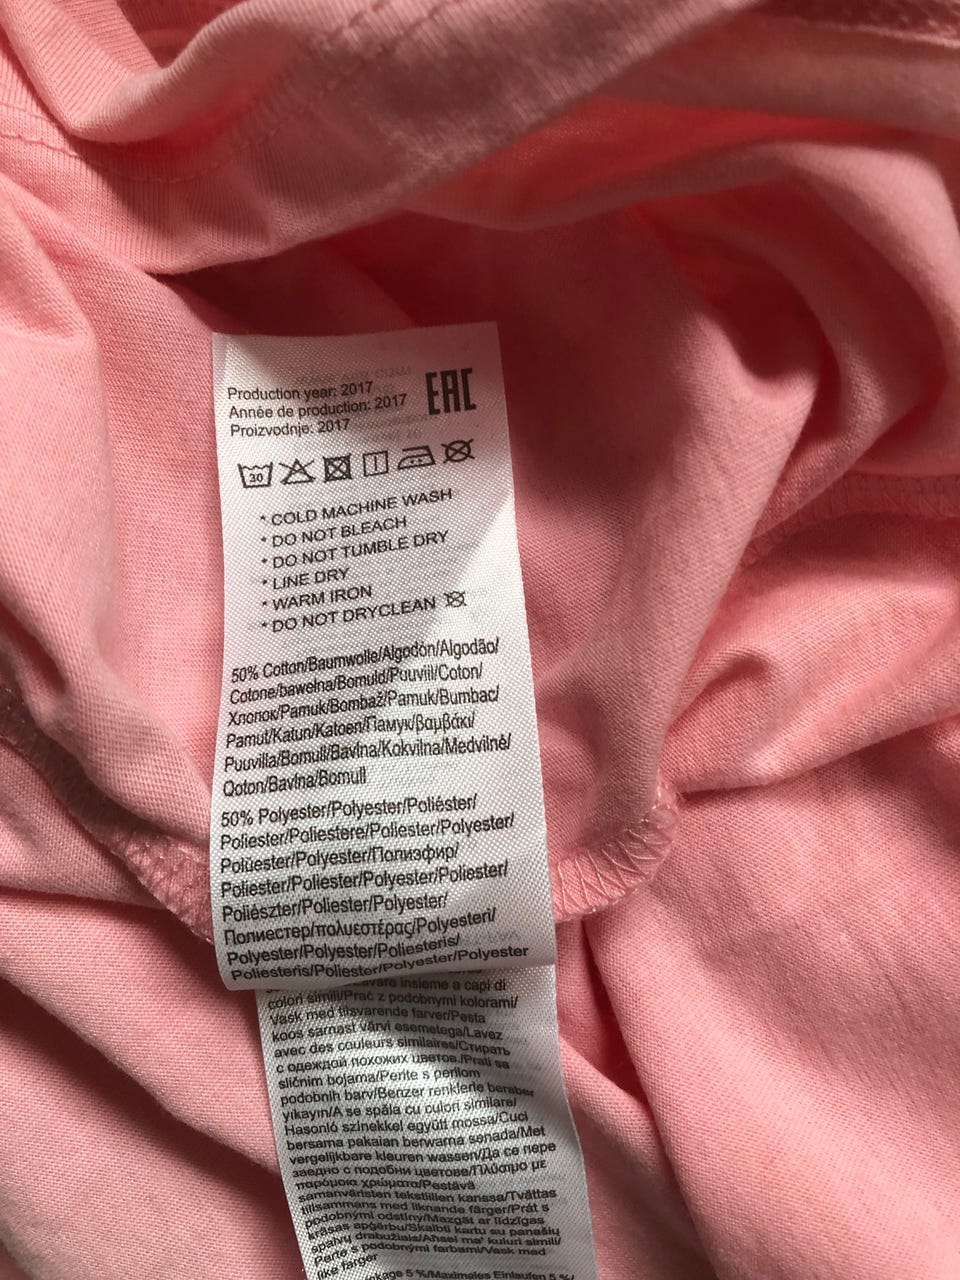 Production year: 2017
Année de production: 2017
Proizvodnje: 2017
EAC
30
* COLD MACHINE WASH
* DO NOT BLEACH
* DO NOT TUMBLE DRY
* LINE DRY
* WARM IRON
* DO NOT DRYCLEAN
50% Cotton/Baumwolle/Algodón/Algodão/
Cotone/bawełna/Bomuld/Puuviil/Coton/
Хлопок/Pamuk/Bombaž/Pamuk/Bumbac/
Pamut/Katun/Katoen/Памук/βαμβάκι/
Puuvilla/Bomull/Bavlna/Kokvilna/Medvilnė/
Qoton/Bavlna/Bomull
50% Polyester/Polyester/Poliéster/
Poliester/Poliestere/Poliester/Polyester/
Polüester/Polyester/Полиэфир/
Poliester/Poliester/Polyester/Poliester/
Poliészter/Poliester/Polyester/
Полиестер/πολυεστέρας/Polyesteri/
Polyester/Polyester/Poliesteris/
Poliesteris/Poliester/Polyester/Polyester
insieme a capi di
colori simili/Prać z podobnymi kolorami/
Vask med tilsvarende farver/Pesta
koos sarnast värvi esemetega/Lavez
avec des couleurs similaires/Стирать
с одеждой похожих цветов./Prati sa
sličnim bojama/Perite s perilom
podobnih barv/Benzer renklerle beraber
yıkayın/A se spăla cu culori similare/
Hasonló színekkel együtt mossa/Cuci
bersama pakaian berwarna senada/Met
vergelijkbare kleuren wassen/Да се пере
заедно с подобни цветове/Πλύσιμο με
παρόμοια χρώματα/Pestävä
samanväristen tekstiilien kanssa/Tvättas
tillsammans med liknande färger/Prát s
podobnými odstíny/Mazgāt ar līdzīgas
krāsas apģērbu/Skalbti kartu su panašių
spalvų drabužiais/Aħsel ma' kuluri simili/
Perte s podobnými farbami/Vask med
like farger
5 %/Maximales Einlaufen 5 %/